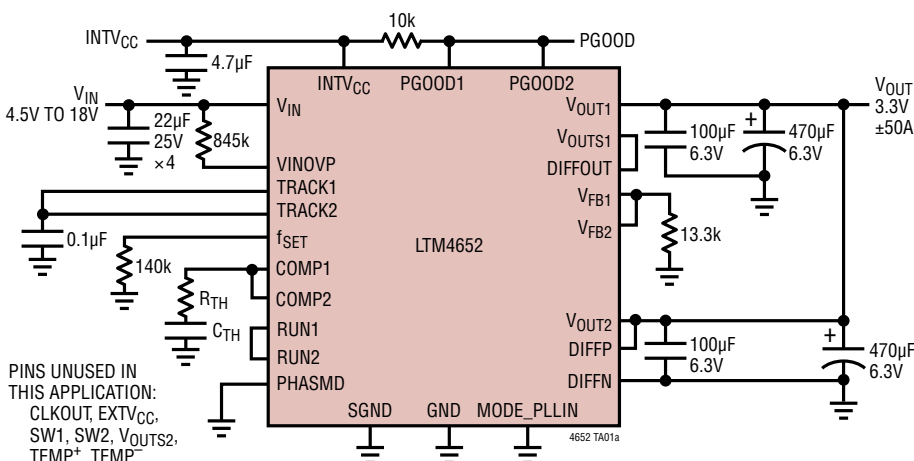 10k
INTVCC
PGOOD
4.7µF
INTVCC PGOOD1 PGOOD2
VIN
4.5V TO 18V
22µF
25V
×4
845k
VIN
VINOVP
TRACK1
TRACK2
fSET
COMP1
COMP2
RUN1
RUN2
PHASMD
0.1µF
140k
RTH
CTH
LTM4652
VOUT1
VOUTS1
DIFFOUT
VFB1
VFB2
VOUT2
DIFFP
DIFFN
100µF
6.3V
+
470µF
6.3V
VOUT
3.3V
±50A
13.3k
100µF
6.3V
+
470µF
6.3V
SGND GND MODE_PLLIN
4652 TA01a
PINS UNUSED IN
THIS APPLICATION:
CLKOUT, EXTVCC,
SW1, SW2, VOUTS2,
TEMP+, TEMP–